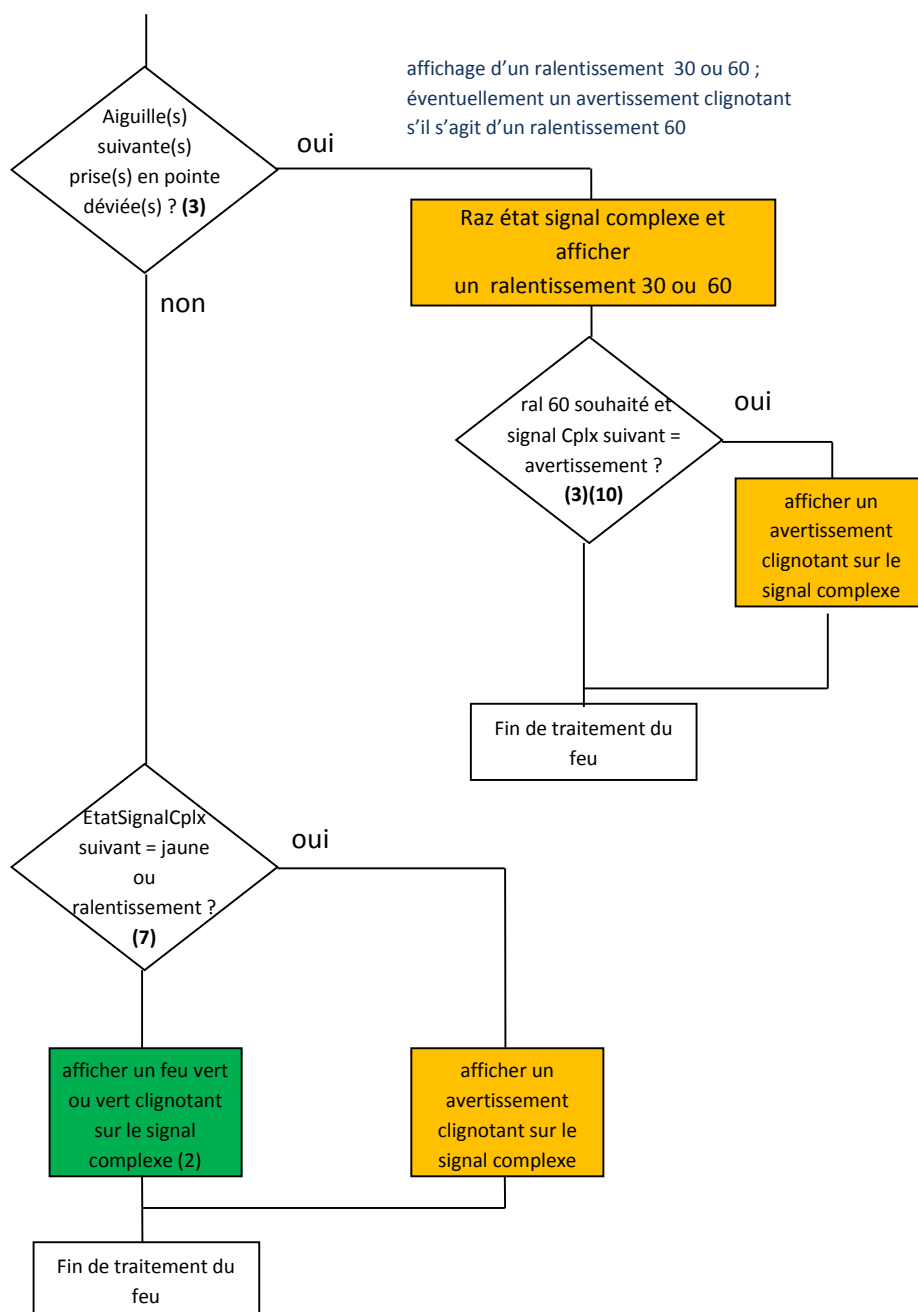 affichage d'un ralentissement 30 ou 60 ;
éventuellement un avertissement clignotant
s'il s'agit d'un ralentissement 60
Aiguille(s)
suivante(s)
prise(s) en pointe
déviée(s) ? (3)
oui
Raz état signal complexe et
afficher
un ralentissement 30 ou 60
non
ral 60 souhaité et
signal Cplx suivant =
avertissement ?
(3)(10)
oui
afficher un
avertissement
clignotant sur le
signal complexe
Fin de traitement du
feu
EtatSignalCplx
suivant = jaune
ou
ralentissement ?
(7)
oui
afficher un feu vert
ou vert clignotant
sur le signal
complexe (2)
afficher un
avertissement
clignotant sur le
signal complexe
Fin de traitement du
feu